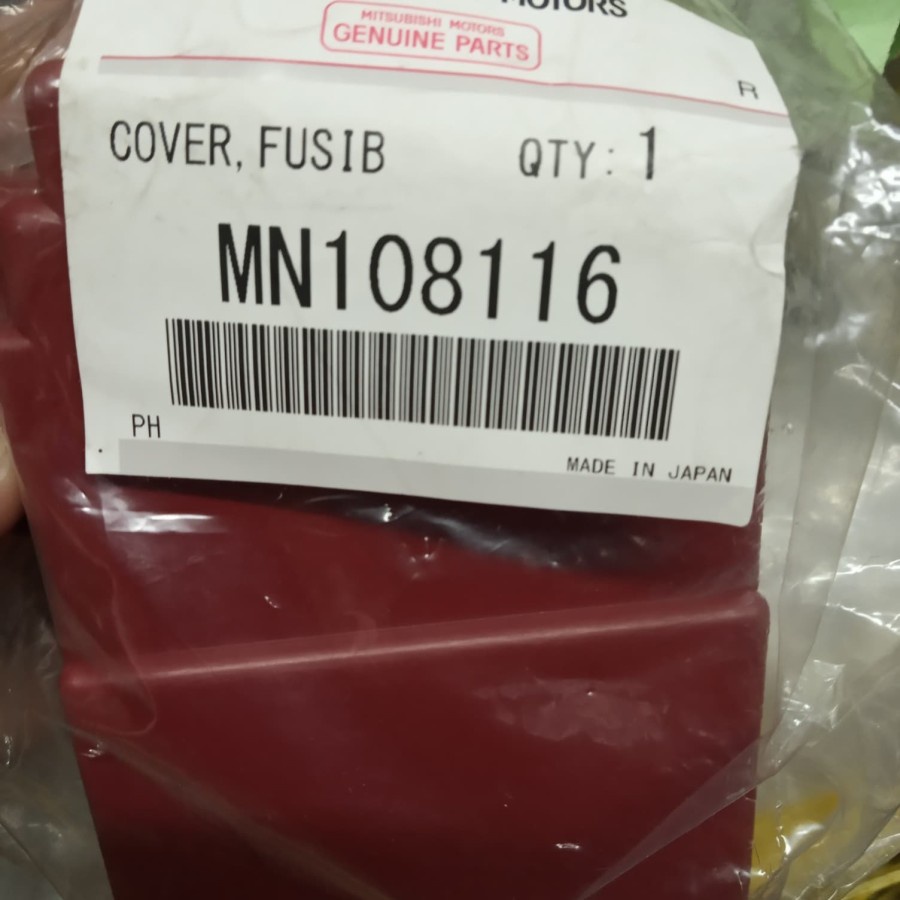 MOTORS
MITSUBISHI MOTORS
GENUINE PARTS
R
COVER, FUSIB QTY: 1
MN108116
PH
MADE IN JAPAN